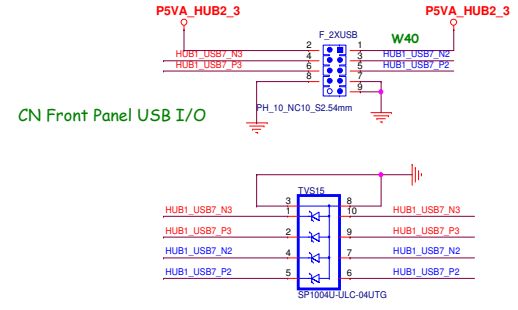 P5VA_HUB2_3
P5VA_HUB2_3
F_2XUSB
W40
2
1
HUB1_USB7_N3
4
3
HUB1_USB7_N2
HUB1_USB7_P3
6
5
HUB1_USB7_P2
8
7
9
PH_10_NC10_S2.54mm
CN Front Panel USB I/O
TVS15
3
8
HUB1_USB7_N3
1
10
HUB1_USB7_N3
HUB1_USB7_P3
2
9
HUB1_USB7_P3
HUB1_USB7_N2
4
7
HUB1_USB7_N2
HUB1_USB7_P2
5
6
HUB1_USB7_P2
SP1004U-ULC-04UTG